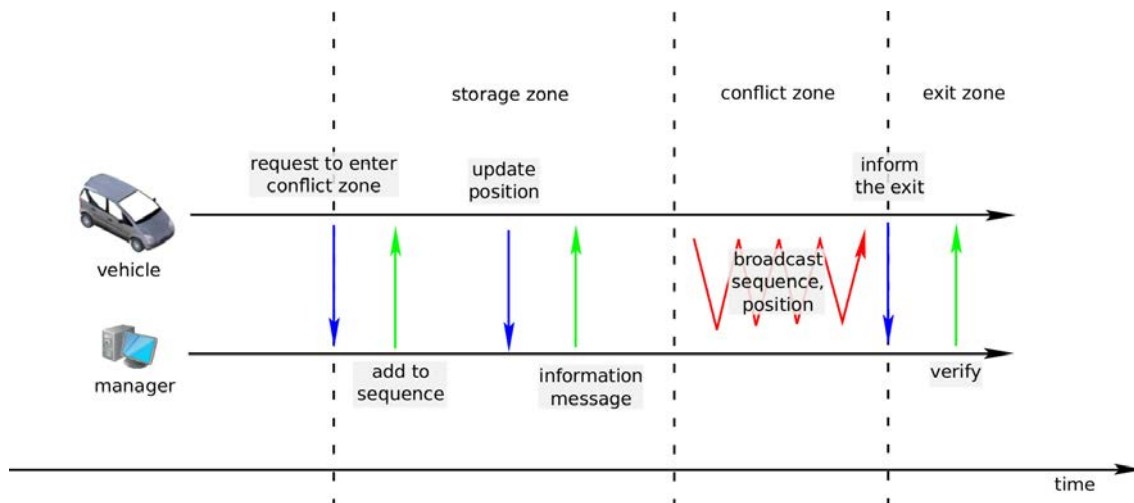 storage zone
conflict zone
exit zone
request to enter
conflict zone
update
position
inform
the exit
vehicle
broadcast
sequence,
position
manager
add to
sequence
information
message
verify
time